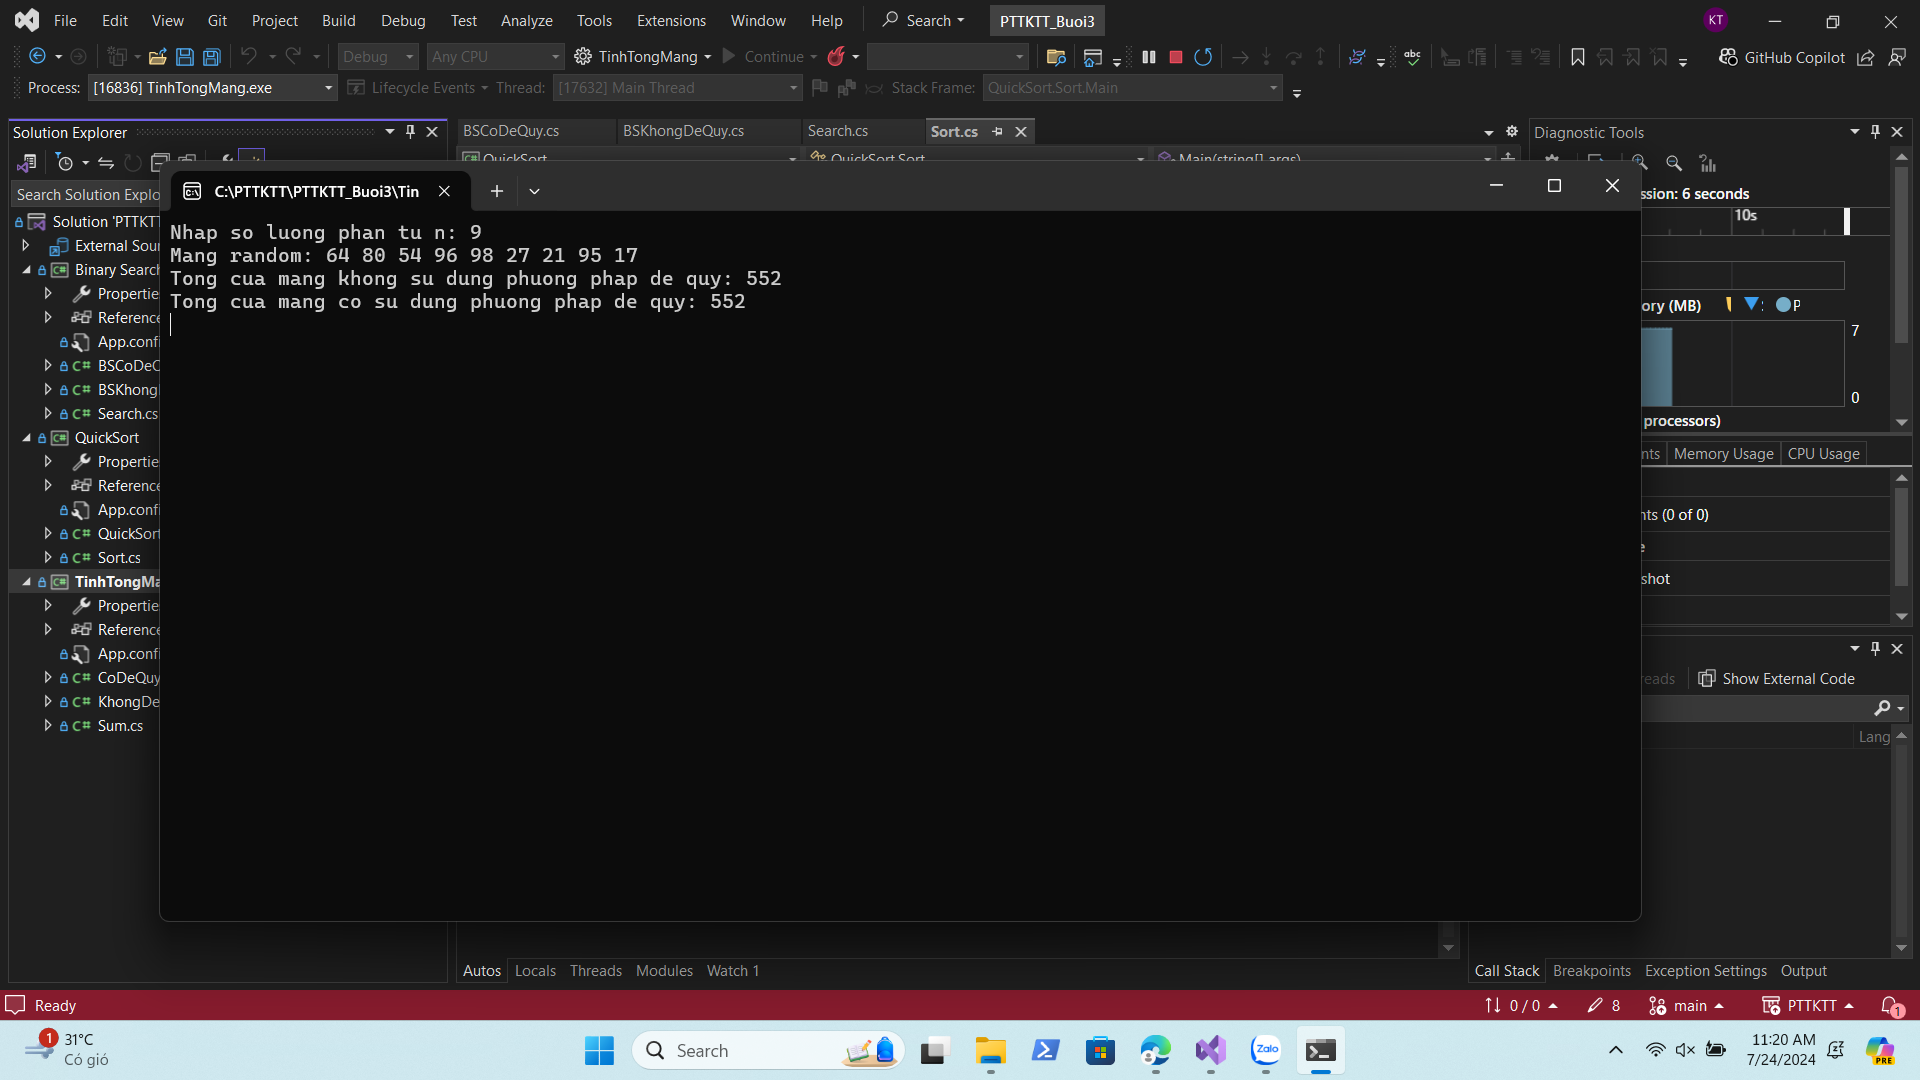 File Edit View Git Project Build Debug Test Analyze Tools Extensions Window Help Search PTTKTT_Buoi3 KT
Debug Any CPU TinhTongMang Continue GitHub Copilot
Process: [16836] TinhTongMang.exe Lifecycle Events Thread: [17632] Main Thread Stack Frame: QuickSort.Sort.Main
Solution Explorer
BSCoDeQuy.cs BSKhongDeQuy.cs Search.cs Sort.cs
Diagnostic Tools
QuickSort QuickSort.Sort Main(string[] args)
Search Solution Explo
Solution 'PTTKTT
External Sour
Binary Search
Propertie
Reference
App.confi
BSCoDeQ
BSKhong
Search.cs
QuickSort
Propertie
Reference
App.confi
QuickSort
Sort.cs
TinhTongMa
Propertie
Reference
App.confi
CoDeQuy
KhongDe
Sum.cs
C:\PTTKTT\PTTKTT_Buoi3\Tin
Nhap so luong phan tu n: 9
Mang random: 64 80 54 96 98 27 21 95 17
Tong cua mang khong su dung phuong phap de quy: 552
Tong cua mang co su dung phuong phap de quy: 552
ssion: 6 seconds
10s
ory (MB) P
7
0
processors)
nts Memory Usage CPU Usage
nts (0 of 0)
e
shot
reads Show External Code
Lang
Autos Locals Threads Modules Watch 1
Call Stack Breakpoints Exception Settings Output
Ready 0 / 0 8 main PTTKTT 1
1 31°C
Có gió
Search
Zalo
11:20 AM
7/24/2024
PRE